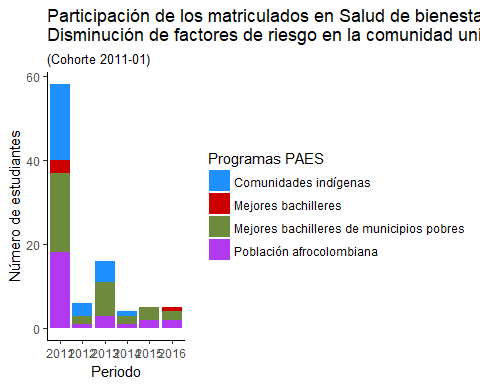 Participación de los matriculados en Salud de bienesta
Disminución de factores de riesgo en la comunidad uni
(Cohorte 2011-01)
60
40
20
0
Número de estudiantes
2011 2012 2013 2014 2015 2016
Periodo
Programas PAES
Comunidades indígenas
Mejores bachilleres
Mejores bachilleres de municipios pobres
Población afrocolombiana